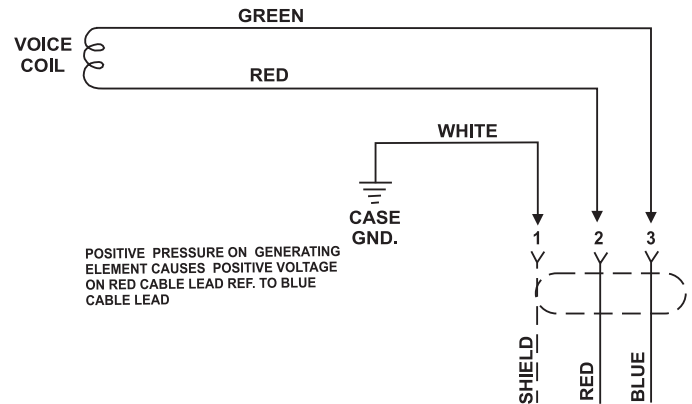 GREEN
VOICE
COIL
RED
WHITE
CASE
GND.
1 2 3
POSITIVE PRESSURE ON GENERATING
ELEMENT CAUSES POSITIVE VOLTAGE
ON RED CABLE LEAD REF. TO BLUE
CABLE LEAD
SHIELD
RED
BLUE